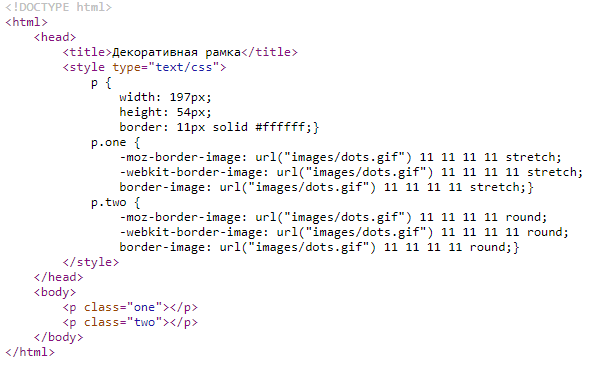 <!DOCTYPE html>
<html>
<head>
<title>Декоративная рамка</title>
<style type="text/css">
p {
width: 197px;
height: 54px;
border: 11px solid #ffffff;}
p.one {
-moz-border-image: url("images/dots.gif") 11 11 11 11 stretch;
-webkit-border-image: url("images/dots.gif") 11 11 11 11 stretch;
border-image: url("images/dots.gif") 11 11 11 11 stretch;}
p.two {
-moz-border-image: url("images/dots.gif") 11 11 11 11 round;
-webkit-border-image: url("images/dots.gif") 11 11 11 11 round;
border-image: url("images/dots.gif") 11 11 11 11 round;}
</style>
</head>
<body>
<p class="one"></p>
<p class="two"></p>
</body>
</html>